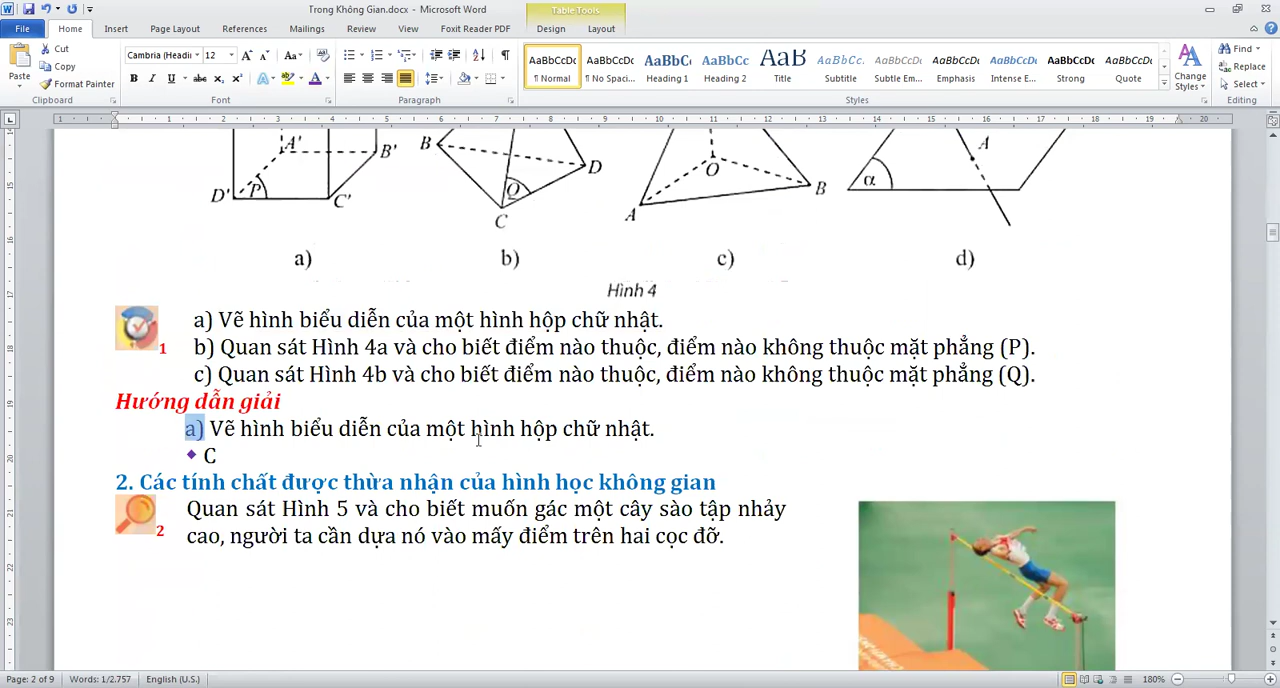 Trong Không Gian.docx - Microsoft Word
Table Tools
File Home Insert Page Layout References Mailings Review View Foxit Reader PDF Design Layout
Cut
Copy
Format Painter
Paste
Clipboard
Cambria (Headi 12
Font
Paragraph
AaBbCcDc AaBbCcDc AaBbC AaBbCc AaB AaBbCcL AaBbCcDc AaBbCcDc AaBbCcDc AaBbCcDc AaBbCcDc
¶ Normal ¶ No Spaci... Heading 1 Heading 2 Title Subtitle Subtle Em... Emphasis Intense E... Strong Quote
Change Styles
Styles
Find
Replace
Select
Editing
A' B' D' P C'
B D Q C
O A B
A α
a) b) c) d)
Hình 4
1 a) Vẽ hình biểu diễn của một hình hộp chữ nhật.
b) Quan sát Hình 4a và cho biết điểm nào thuộc, điểm nào không thuộc mặt phẳng (P).
c) Quan sát Hình 4b và cho biết điểm nào thuộc, điểm nào không thuộc mặt phẳng (Q).
Hướng dẫn giải
a) Vẽ hình biểu diễn của một hình hộp chữ nhật.
C
2. Các tính chất được thừa nhận của hình học không gian
2 Quan sát Hình 5 và cho biết muốn gác một cây sào tập nhảy
cao, người ta cần dựa nó vào mấy điểm trên hai cọc đỡ.
Page: 2 of 9 Words: 1/2.757 English (U.S.) 180%